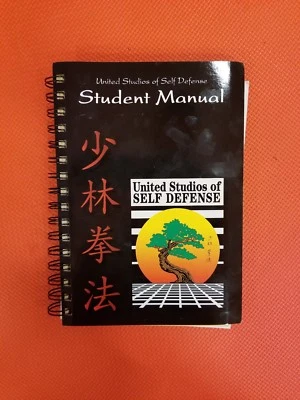 United Studios of Self Defense
Student Manual
少林拳法
United Studios of
SELF DEFENSE